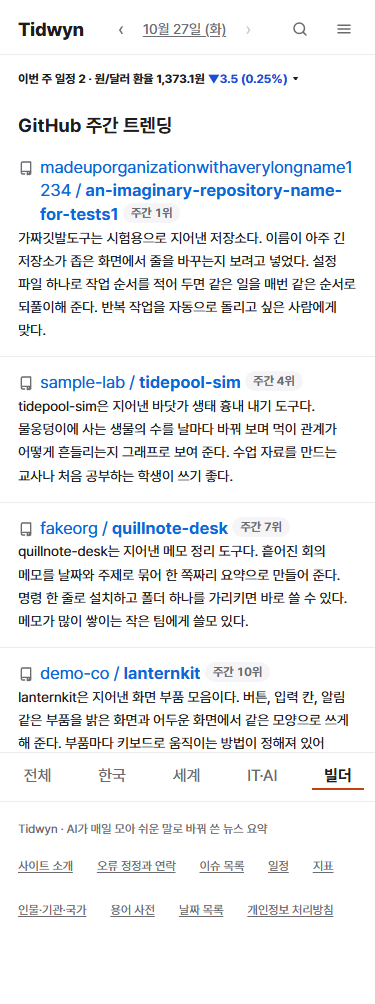 Tidwyn
‹ 10월 27일 (화) ›
이번 주 일정 2 · 원/달러 환율 1,373.1원 ▼3.5 (0.25%) ▾
GitHub 주간 트렌딩
madeuporganizationwithaverylongname1
234 / an-imaginary-repository-name-
for-tests1 주간 1위
가짜깃발도구는 시험용으로 지어낸 저장소다. 이름이 아주 긴
저장소가 좁은 화면에서 줄을 바꾸는지 보려고 넣었다. 설정
파일 하나로 작업 순서를 적어 두면 같은 일을 매번 같은 순서로
되풀이해 준다. 반복 작업을 자동으로 돌리고 싶은 사람에게
맞다.
sample-lab / tidepool-sim 주간 4위
tidepool-sim은 지어낸 바닷가 생태 흉내 내기 도구다.
물웅덩이에 사는 생물의 수를 날마다 바꿔 보며 먹이 관계가
어떻게 흔들리는지 그래프로 보여 준다. 수업 자료를 만드는
교사나 처음 공부하는 학생이 쓰기 좋다.
fakeorg / quillnote-desk 주간 7위
quillnote-desk는 지어낸 메모 정리 도구다. 흩어진 회의
메모를 날짜와 주제로 묶어 한 쪽짜리 요약으로 만들어 준다.
명령 한 줄로 설치하고 폴더 하나를 가리키면 바로 쓸 수 있다.
메모가 많이 쌓이는 작은 팀에게 쓸모 있다.
demo-co / lanternkit 주간 10위
lanternkit은 지어낸 화면 부품 모음이다. 버튼, 입력 칸, 알림
같은 부품을 밝은 화면과 어두운 화면에서 같은 모양으로 쓰게
해 준다. 부품마다 키보드로 움직이는 방법이 정해져 있어
전체 한국 세계 IT·AI 빌더
Tidwyn · AI가 매일 모아 쉬운 말로 바꿔 쓴 뉴스 요약
사이트 소개 오류 정정과 연락 이슈 목록 일정 지표
인물·기관·국가 용어 사전 날짜 목록 개인정보 처리방침